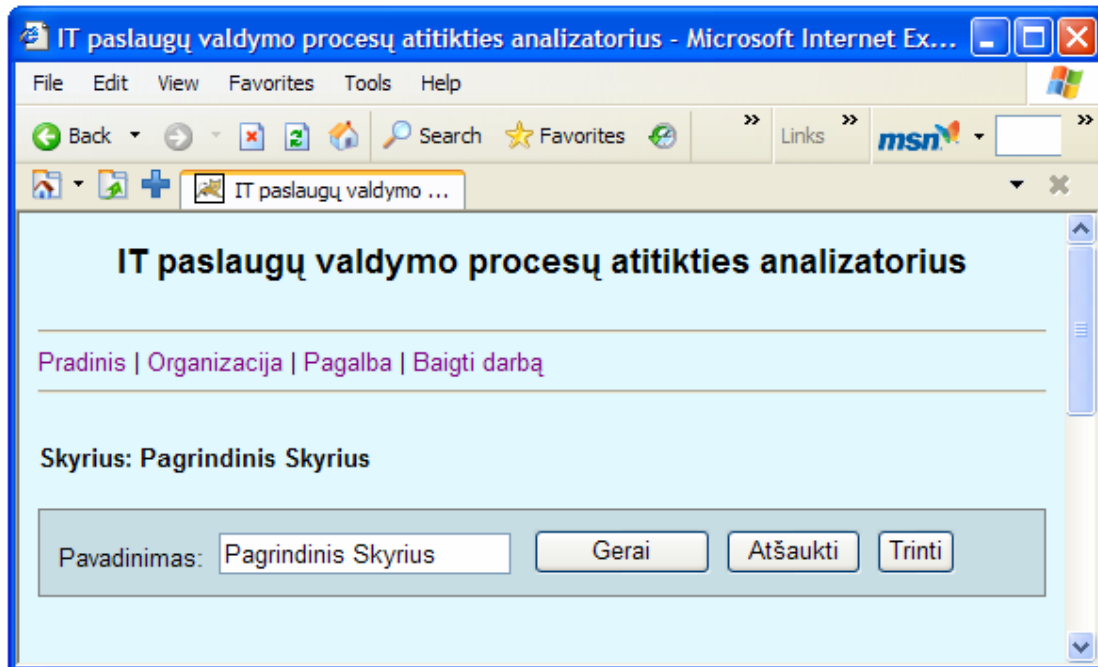 IT paslaugų valdymo procesų atitikties analizatorius - Microsoft Internet Ex...
File Edit View Favorites Tools Help
Back Search Favorites » Links » msn »
IT paslaugų valdymo ...
IT paslaugų valdymo procesų atitikties analizatorius
Pradinis | Organizacija | Pagalba | Baigti darbą
Skyrius: Pagrindinis Skyrius
Pavadinimas: Pagrindinis Skyrius Gerai Atšaukti Trinti